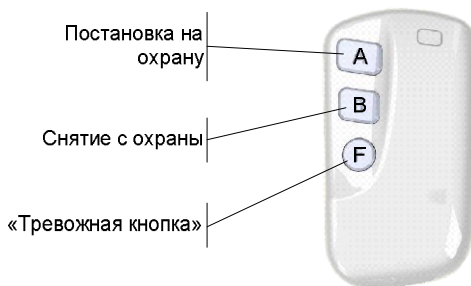 Постановка на
охрану
A
B
Снятие с охраны
F
«Тревожная кнопка»